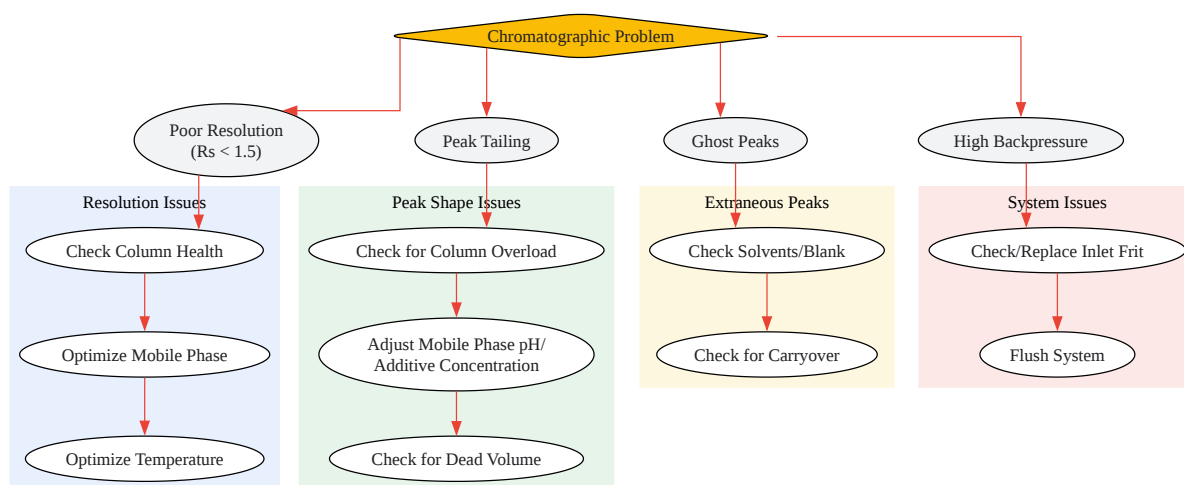 Chromatographic Problem
Poor Resolution
(Rs < 1.5)
Peak Tailing
Ghost Peaks
High Backpressure
Resolution Issues
Check Column Health
Optimize Mobile Phase
Optimize Temperature
Peak Shape Issues
Check for Column Overload
Adjust Mobile Phase pH/
Additive Concentration
Check for Dead Volume
Extraneous Peaks
Check Solvents/Blank
Check for Carryover
System Issues
Check/Replace Inlet Frit
Flush System